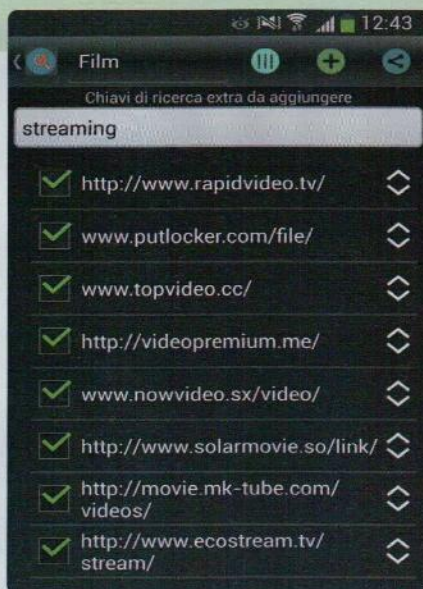 12:43
Film
Chiavi di ricerca extra da aggiungere
streaming
http://www.rapidvideo.tv/
www.putlocker.com/file/
www.topvideo.cc/
http://videopremium.me/
www.nowvideo.sx/video/
http://www.solarmovie.so/link/
http://movie.mk-tube.com/
videos/
http://www.ecostream.tv/
stream/